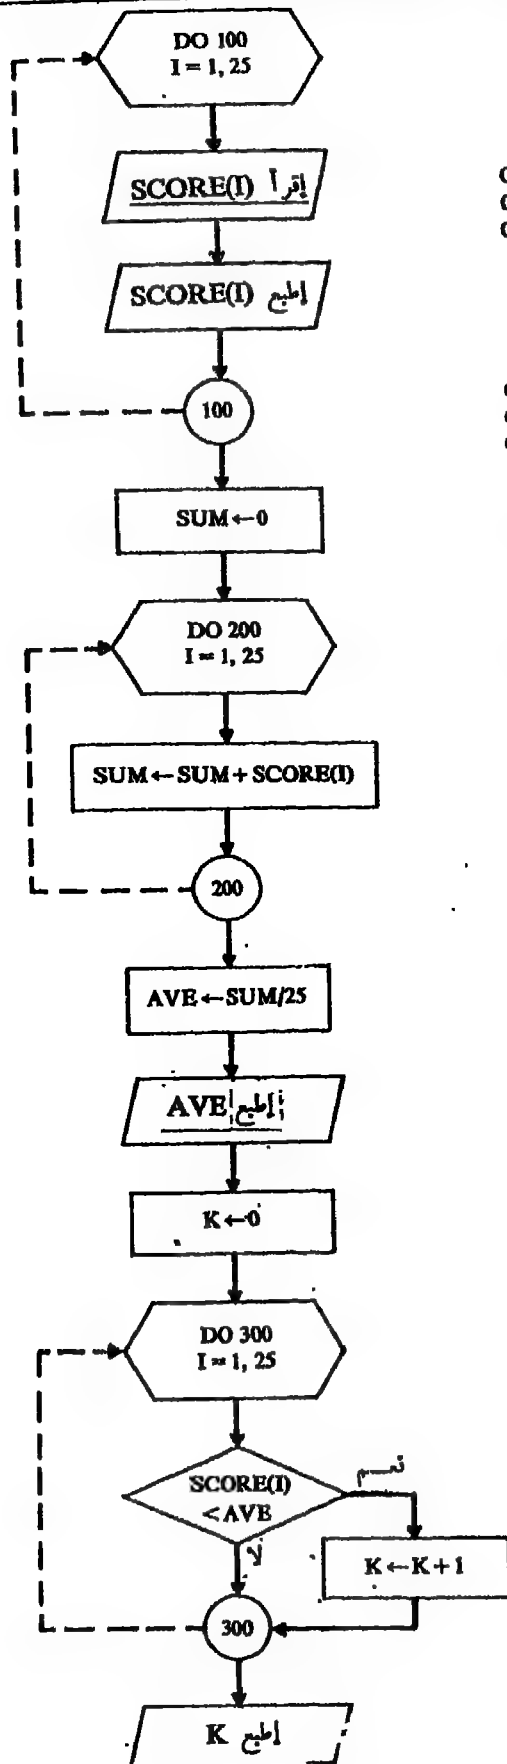 DO 100
I = 1, 25
إقرأ SCORE(I)
إطبع SCORE(I)
100
SUM ← 0
DO 200
I = 1, 25
SUM ← SUM + SCORE(I)
200
AVE ← SUM/25
إطبع AVE
K ← 0
DO 300
I = 1, 25
SCORE(I)
< AVE
نعم
لا
K ← K + 1
300
إطبع K